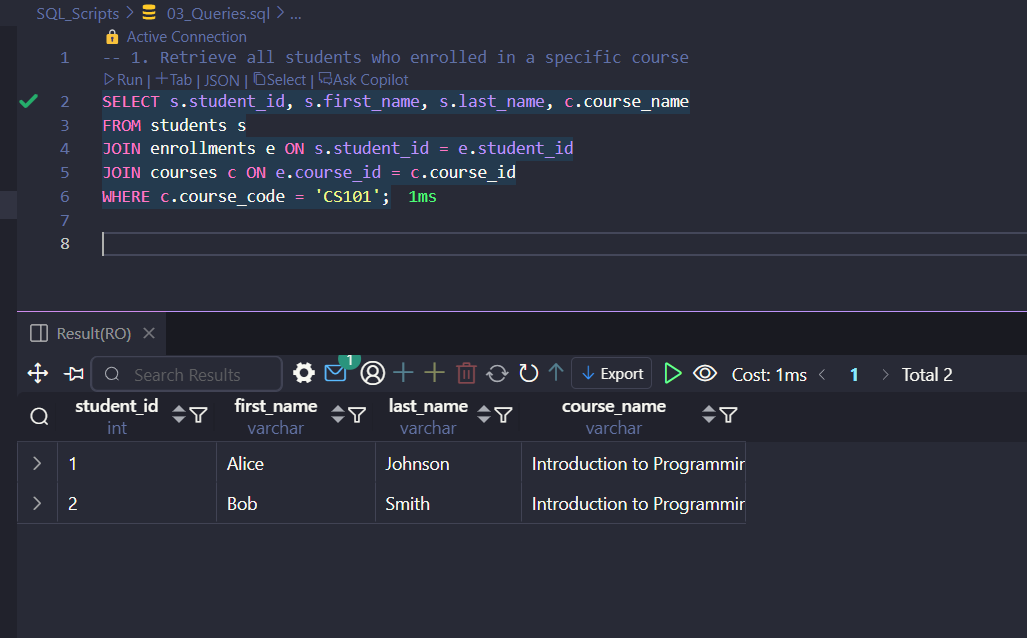 SQL_Scripts > 03_Queries.sql > ...
Active Connection
1 -- 1. Retrieve all students who enrolled in a specific course
Run | +Tab | JSON | Select | Ask Copilot
2 SELECT s.student_id, s.first_name, s.last_name, c.course_name
3 FROM students s
4 JOIN enrollments e ON s.student_id = e.student_id
5 JOIN courses c ON e.course_id = c.course_id
6 WHERE c.course_code = 'CS101'; 1ms
7
8
Result(RO)
Search Results 1 Export Cost: 1ms < 1 > Total 2
student_id first_name last_name course_name
int varchar varchar varchar
1 Alice Johnson Introduction to Programmin
2 Bob Smith Introduction to Programmin